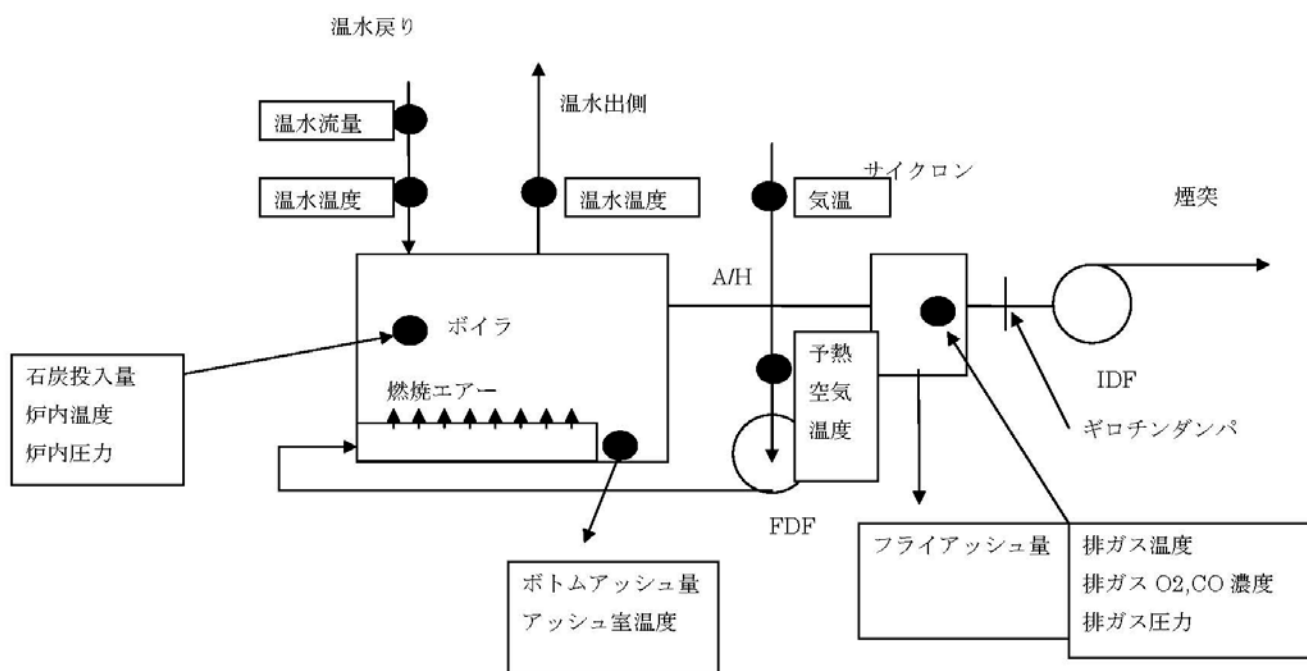 温水戻り
温水出側
温水流量
サイクロン
温水温度
温水温度
気温
煙突
A/H
ボイラ
石炭投入量
炉内温度
炉内圧力
燃焼エアー
予熱
空気
温度
IDF
ギロチンダンパ
FDF
ボトムアッシュ量
アッシュ室温度
フライアッシュ量
排ガス温度
排ガス O2,CO 濃度
排ガス圧力